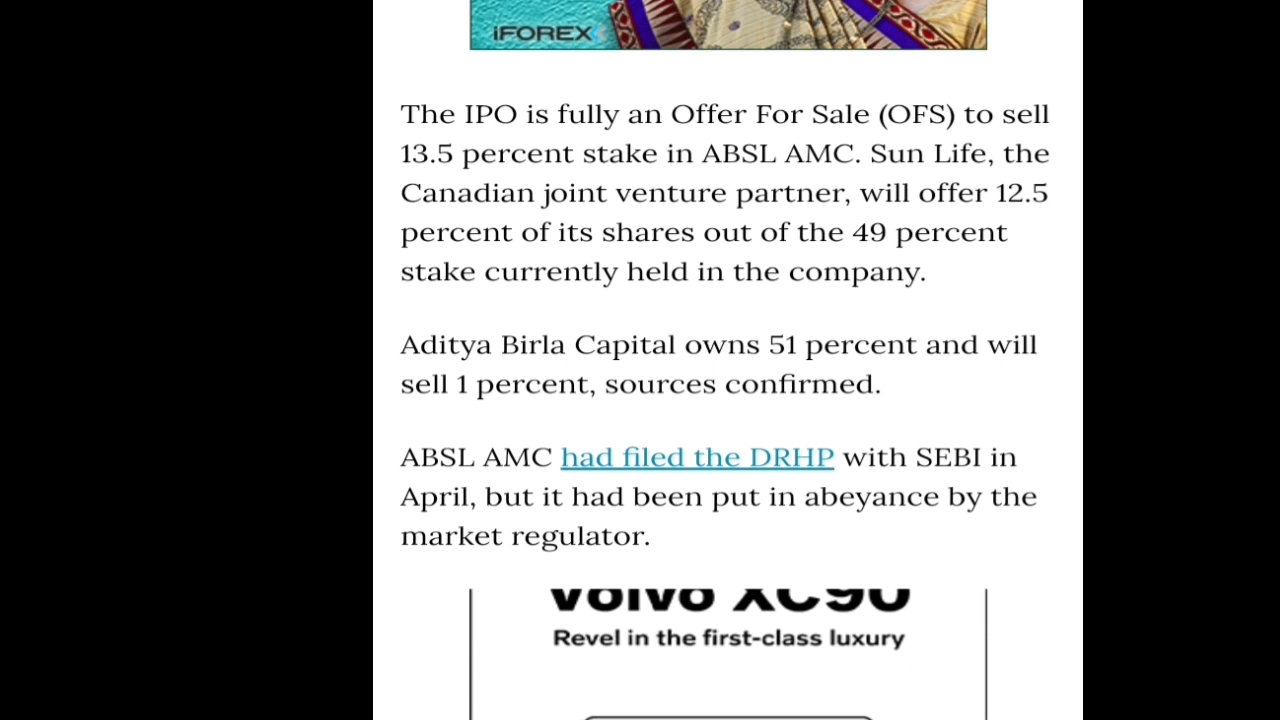 iFOREX
The IPO is fully an Offer For Sale (OFS) to sell
13.5 percent stake in ABSL AMC. Sun Life, the
Canadian joint venture partner, will offer 12.5
percent of its shares out of the 49 percent
stake currently held in the company.
Aditya Birla Capital owns 51 percent and will
sell 1 percent, sources confirmed.
ABSL AMC had filed the DRHP with SEBI in
April, but it had been put in abeyance by the
market regulator.
Volvo XC90
Revel in the first-class luxury